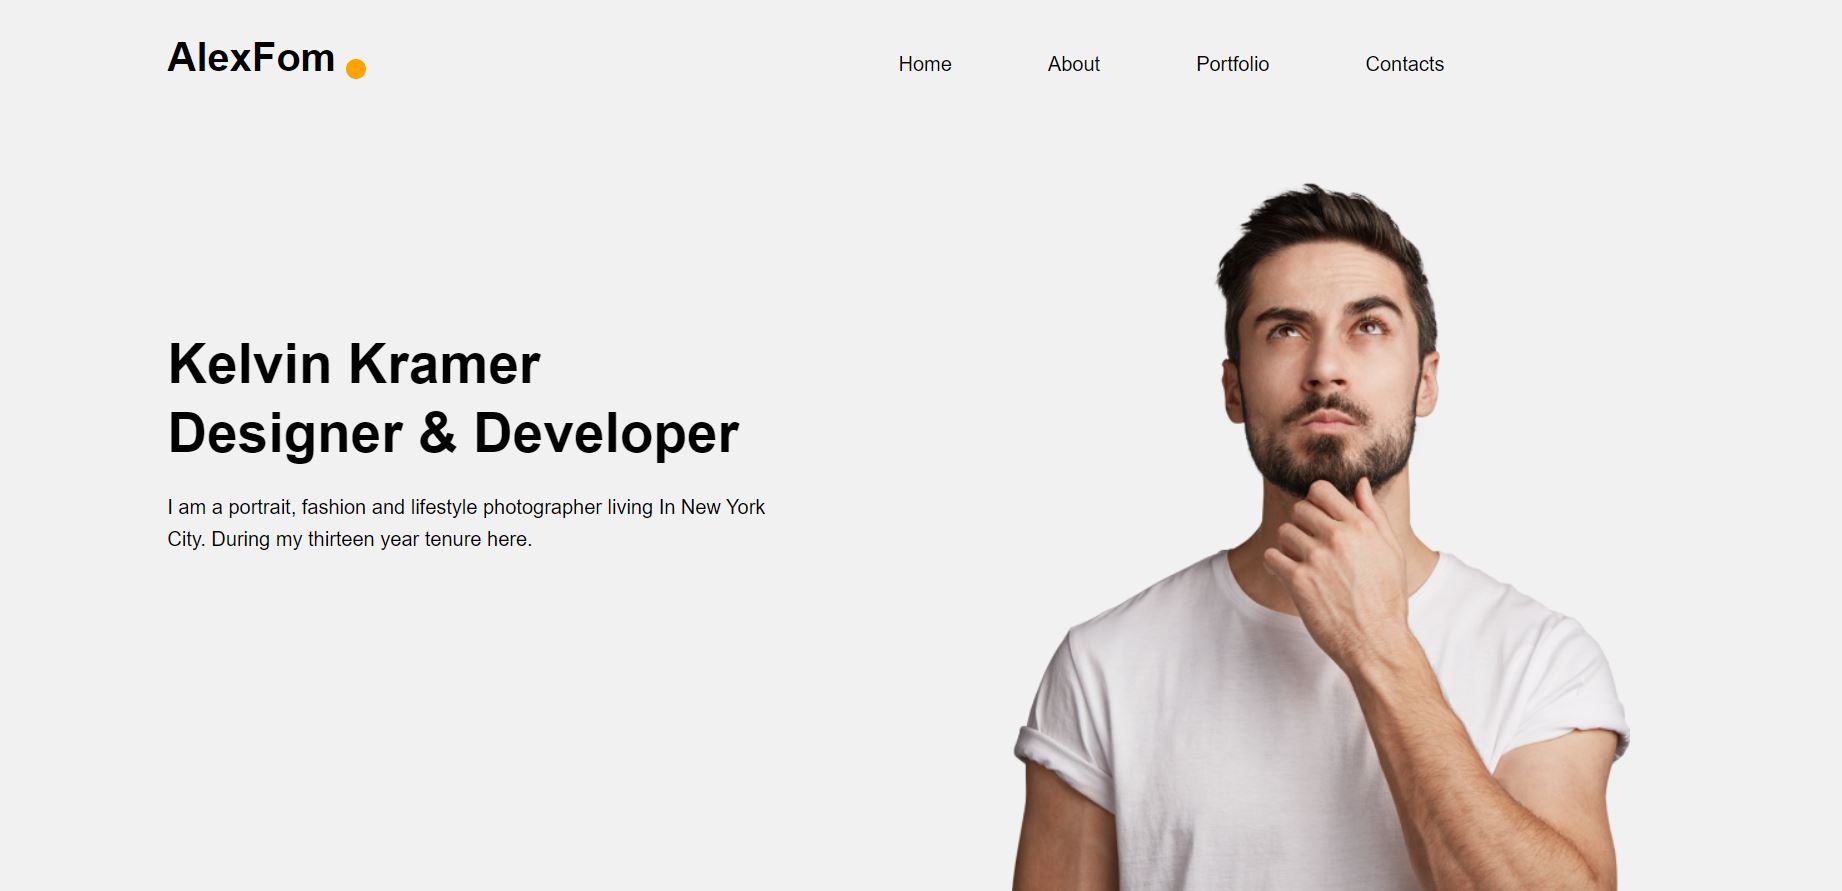 AlexFom
Home About Portfolio Contacts
Kelvin Kramer
Designer & Developer
I am a portrait, fashion and lifestyle photographer living In New York
City. During my thirteen year tenure here.